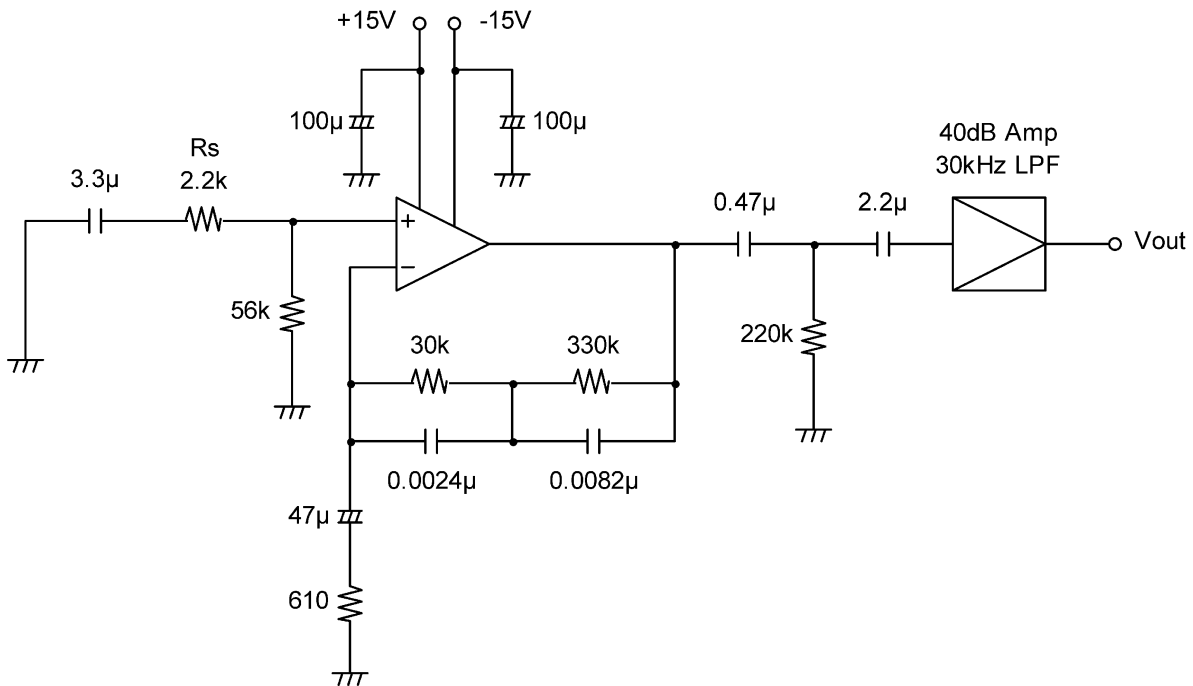 +15V
-15V
100μ
100μ
40dB Amp
30kHz LPF
Rs
2.2k
3.3μ
0.47μ
2.2μ
+
−
Vout
56k
220k
30k
330k
0.0024μ
0.0082μ
47μ
610